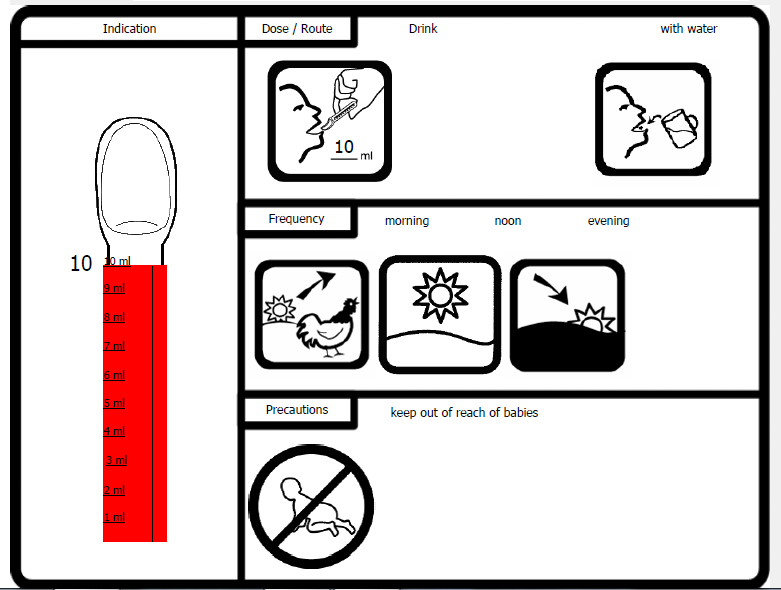 Indication
Dose / Route
Drink
with water
10 ml
Frequency
morning
noon
evening
10
10 ml
9 ml
8 ml
7 ml
6 ml
5 ml
4 ml
3 ml
2 ml
1 ml
Precautions
keep out of reach of babies